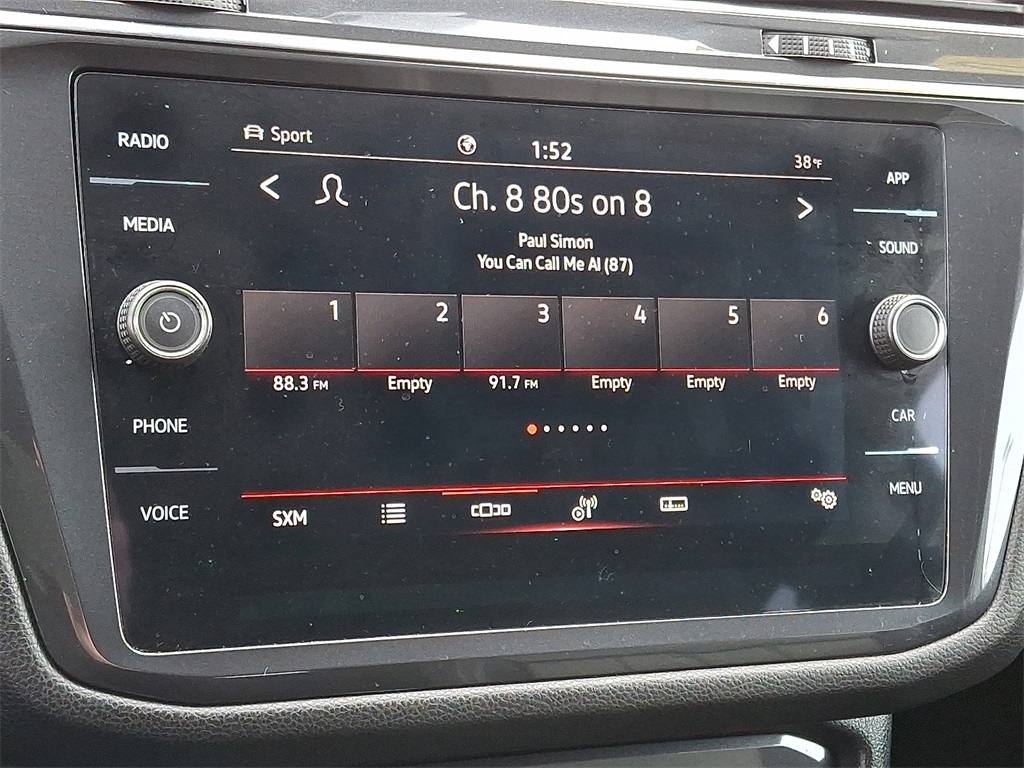 RADIO
MEDIA
PHONE
VOICE
Sport
1:52
38°F
Ch. 8 80s on 8
Paul Simon
You Can Call Me Al (87)
1 2 3 4 5 6
88.3 FM Empty 91.7 FM Empty Empty Empty
SXM
APP
SOUND
CAR
MENU